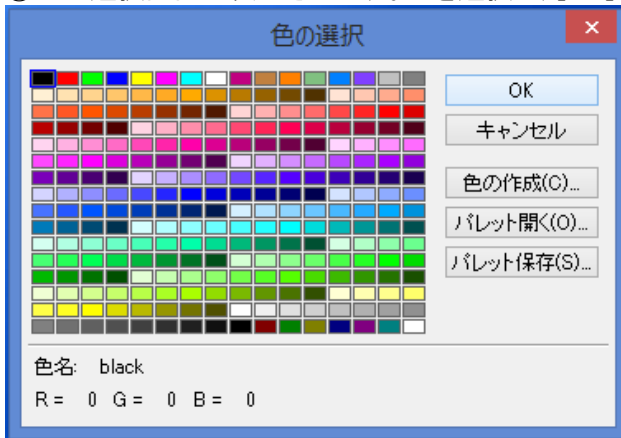 色の選択
OK
キャンセル
色の作成(C)...
パレット開く(O)...
パレット保存(S)...
色名: black
R = 0 G = 0 B = 0